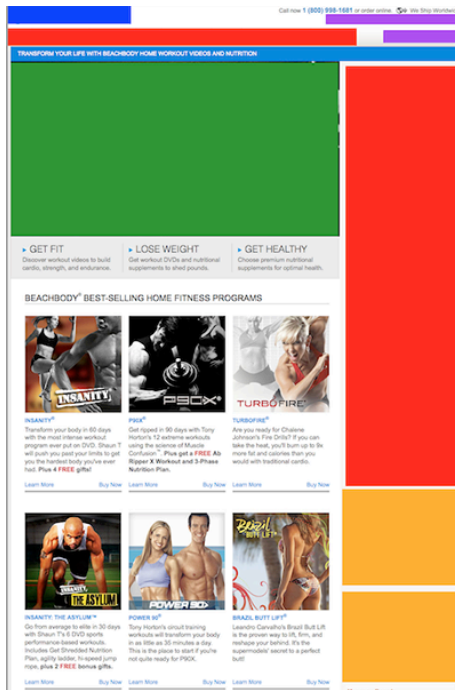 Call now 1 (800) 998-1681 or order online. We Ship Worldwide
TRANSFORM YOUR LIFE WITH BEACHBODY HOME WORKOUT VIDEOS AND NUTRITION
▸ GET FIT
Discover workout videos to build
cardio, strength, and endurance.
▸ LOSE WEIGHT
Get workout DVDs and nutritional
supplements to shed pounds.
▸ GET HEALTHY
Choose premium nutritional
supplements for optimal health.
BEACHBODY® BEST-SELLING HOME FITNESS PROGRAMS
INSANITY
P90X®
TURBOFIRE®
INSANITY®
Transform your body in 60 days
with the most intense workout
program ever put on DVD. Shaun T
will push you past your limits to get
you the hardest body you've ever
had. Plus 4 FREE gifts!
Learn More Buy Now
P90X®
Get ripped in 90 days with Tony
Horton's 12 extreme workouts
using the science of Muscle
Confusion™. Plus get a FREE Ab
Ripper X Workout and 3-Phase
Nutrition Plan.
Learn More Buy Now
TURBOFIRE®
Are you ready for Chalene
Johnson's Fire Drills? If you can
take the heat, you'll burn up to 9x
more fat and calories than you
would with traditional cardio.
Learn More Buy Now
INSANITY:
THE ASYLUM
POWER 90®
BRAZIL
BUTT LIFT
INSANITY: THE ASYLUM™
Go from average to elite in 30 days
with Shaun T's 6 DVD sports
performance-based workouts.
Includes Get Shredded Nutrition
Plan, agility ladder, hi-speed jump
rope, plus 2 FREE bonus gifts.
Learn More Buy Now
POWER 90®
Tony Horton's circuit training
workouts will transform your body
in as little as 35 minutes a day.
This is the place to start if you're
not quite ready for P90X.
Learn More Buy Now
BRAZIL BUTT LIFT®
Leandro Carvalho's Brazil Butt Lift
is the proven way to lift, firm, and
reshape your behind. It's the
supermodels' secret to a perfect
butt!
Learn More Buy Now